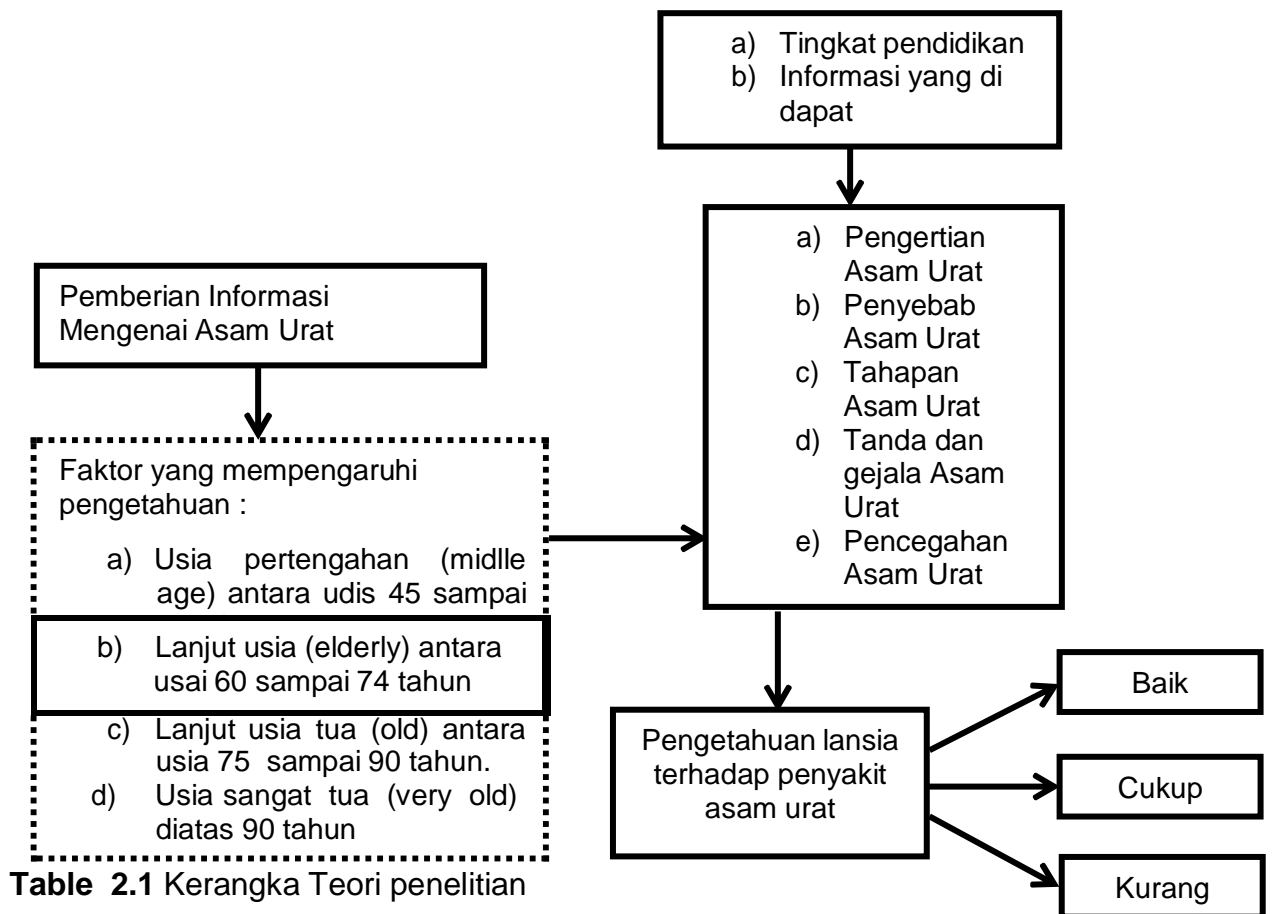 a) Tingkat pendidikan
b) Informasi yang di
dapat
Pemberian Informasi
Mengenai Asam Urat
a) Pengertian
Asam Urat
b) Penyebab
Asam Urat
c) Tahapan
Asam Urat
d) Tanda dan
gejala Asam
Urat
e) Pencegahan
Asam Urat
Faktor yang mempengaruhi
pengetahuan :
a) Usia pertengahan (midlle
age) antara udis 45 sampai
b) Lanjut usia (elderly) antara
usai 60 sampai 74 tahun
c) Lanjut usia tua (old) antara
usia 75 sampai 90 tahun.
d) Usia sangat tua (very old)
diatas 90 tahun
Pengetahuan lansia
terhadap penyakit
asam urat
Baik
Cukup
Kurang
Table 2.1 Kerangka Teori penelitian